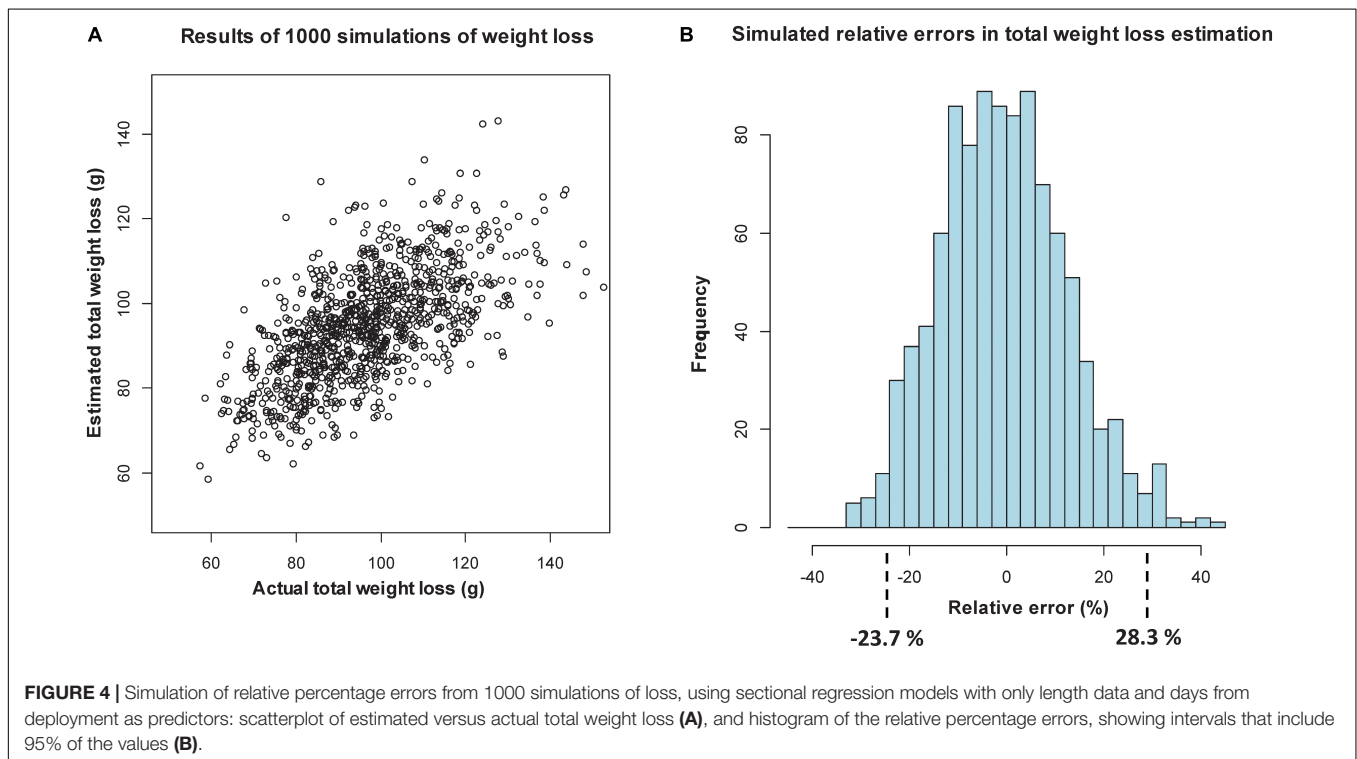 A Results of 1000 simulations of weight loss
Estimated total weight loss (g)
140
120
100
80
60
60 80 100 120 140
Actual total weight loss (g)
B Simulated relative errors in total weight loss estimation
Frequency
80
60
40
20
0
-40 -20 0 20 40
Relative error (%)
-23.7 % 28.3 %
FIGURE 4 | Simulation of relative percentage errors from 1000 simulations of loss, using sectional regression models with only length data and days from
deployment as predictors: scatterplot of estimated versus actual total weight loss (A), and histogram of the relative percentage errors, showing intervals that include
95% of the values (B).